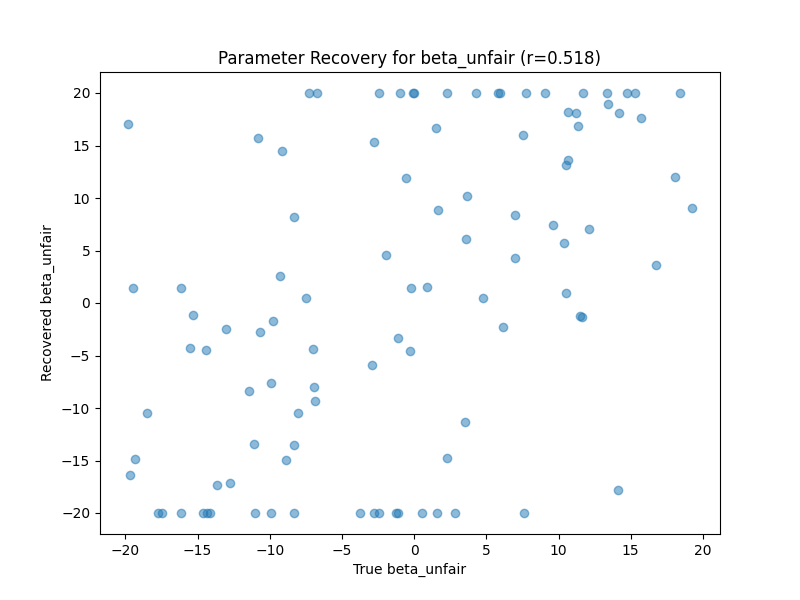 Parameter Recovery for beta_unfair (r=0.518)
20
15
10
5
0
−5
−10
−15
−20
Recovered beta_unfair
−20 −15 −10 −5 0 5 10 15 20
True beta_unfair